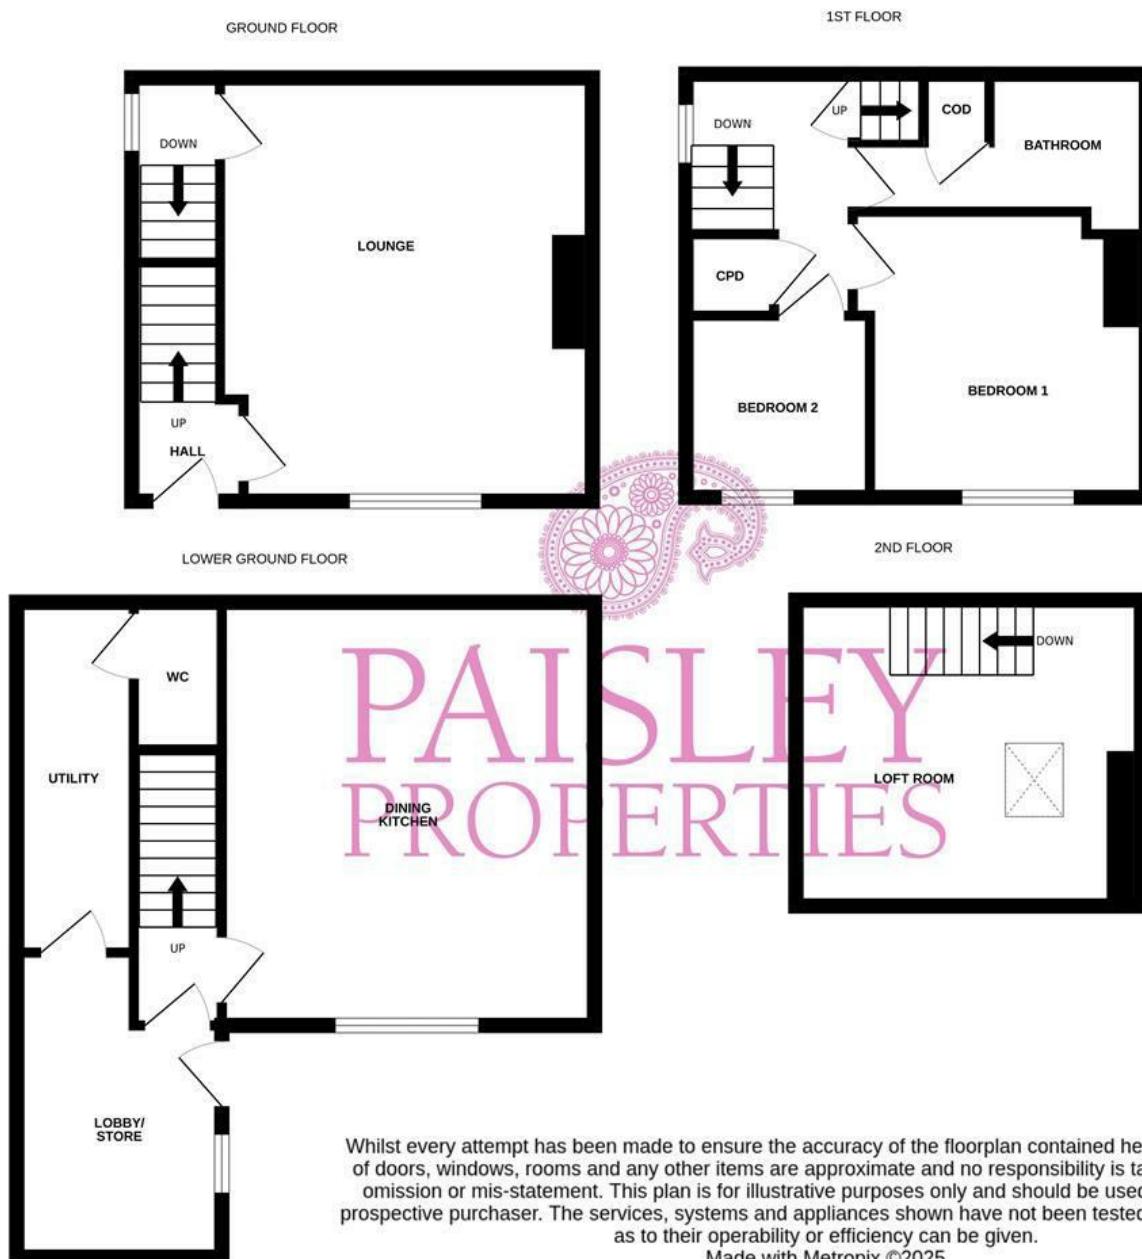 GROUND FLOOR
DOWN
LOUNGE
UP
HALL
1ST FLOOR
DOWN
UP
COD
BATHROOM
CPD
BEDROOM 2
BEDROOM 1
LOWER GROUND FLOOR
WC
UTILITY
DINING
KITCHEN
UP
LOBBY/
STORE
2ND FLOOR
DOWN
LOFT ROOM
PAISLEY
PROPERTIES
Whilst every attempt has been made to ensure the accuracy of the floorplan contained
of doors, windows, rooms and any other items are approximate and no responsibility is
omission or mis-statement. This plan is for illustrative purposes only and should be used
prospective purchaser. The services, systems and appliances shown have not been tested
as to their operability or efficiency can be given.
Made with Metropix ©2025